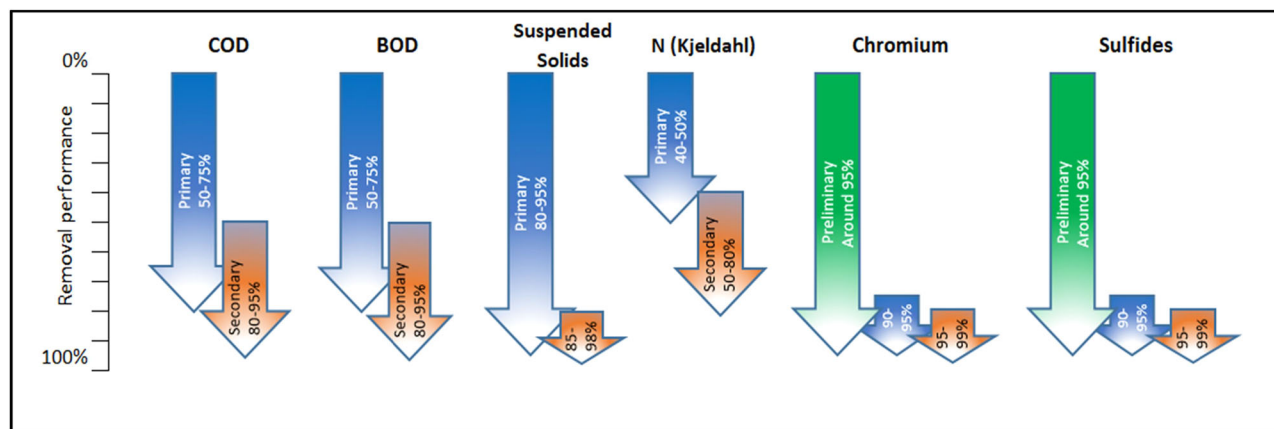 COD
BOD
Suspended
Solids
N (Kjeldahl)
Chromium
Sulfides
0%
Removal performance
100%
Primary
50-75%
Secondary
80-95%
Primary
50-75%
Secondary
80-95%
Primary
80-95%
85-
98%
Primary
40-50%
Secondary
50-80%
Preliminary
Around 95%
90-
95%
95-
99%
Preliminary
Around 95%
90-
95%
95-
99%